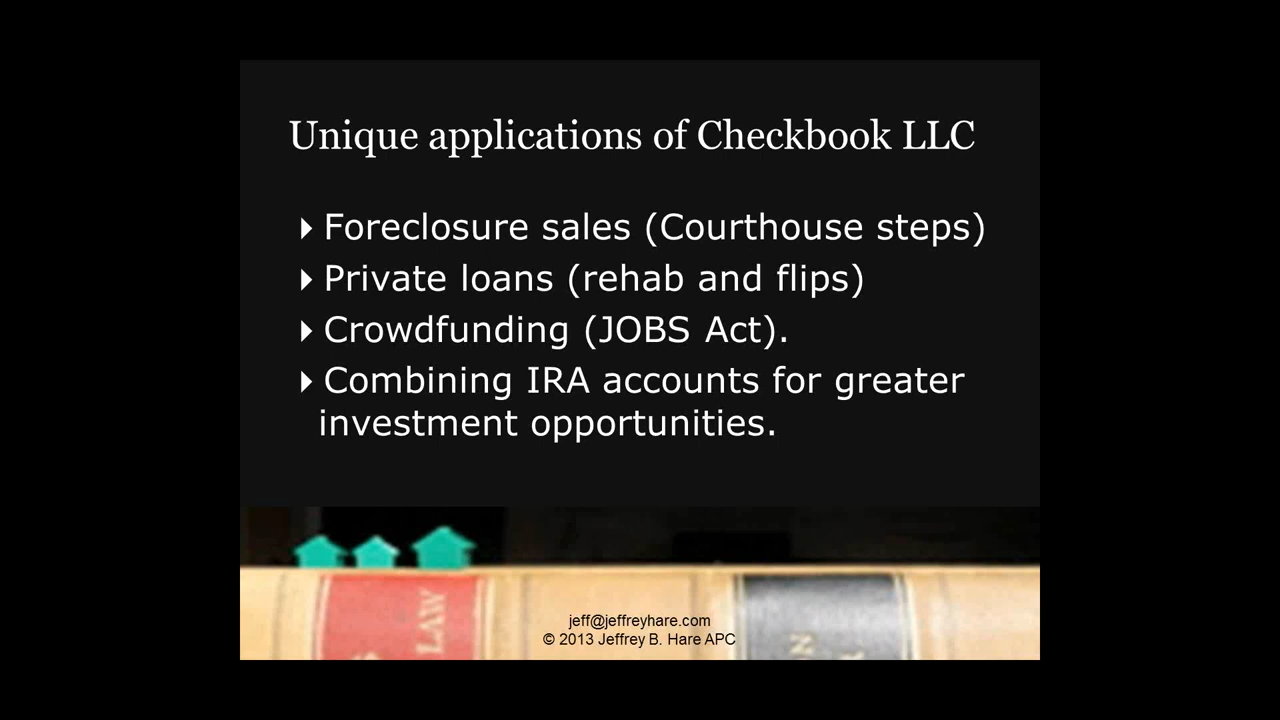 Unique applications of Checkbook LLC
Foreclosure sales (Courthouse steps)
Private loans (rehab and flips)
Crowdfunding (JOBS Act).
Combining IRA accounts for greater
investment opportunities.
LAW
jeff@jeffreyhare.com
© 2013 Jeffrey B. Hare APC